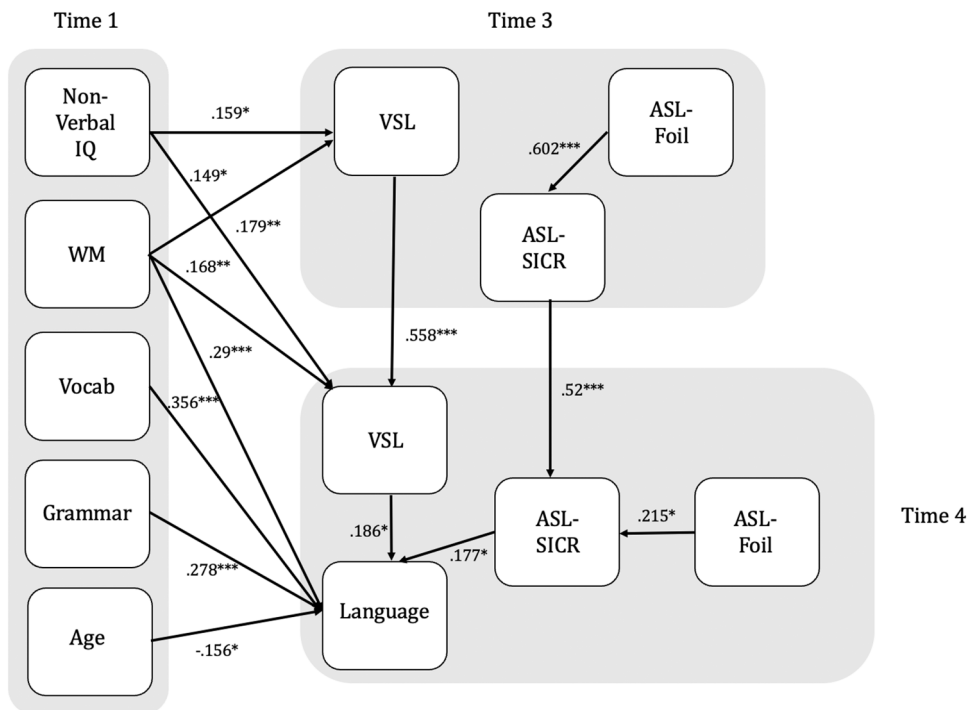 Time 1
Time 3
Non-
Verbal
IQ
.159*
VSL
ASL-
Foil
.602***
.149*
WM
.179**
.168**
ASL-
SICR
.558***
.29***
Vocab
.356***
.52***
VSL
Grammar
.186*
.177*
ASL-
SICR
.215*
ASL-
Foil
Time 4
.278***
Language
Age
-.156*